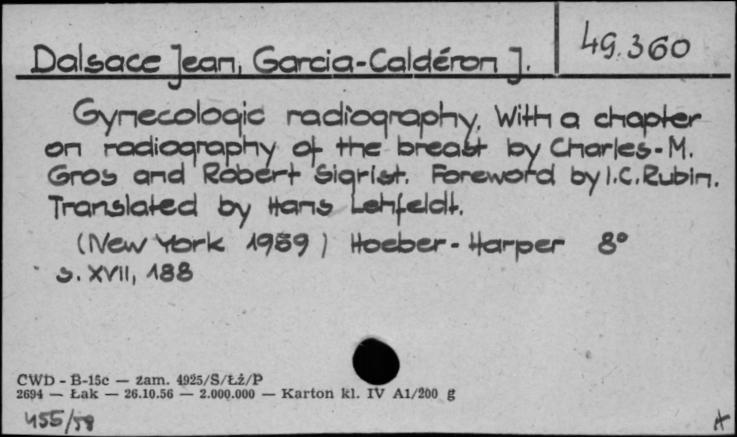 49.360
Dalsace Jean, Garcia-Caldéron J.
Gynecologic radiography. With a chapter
on radiography of the breast by Charles-M.
Gros and Robert Sigrist. Foreword by I.C. Rubin.
Translated by Hans Lehfeldt.
(New York 1959) Hoeber-Harper 8°
s. XVII, 188
CWD - B-15c — zam. 4925/S/Łż/P
2694 — Łak — 26.10.56 — 2.000.000 — Karton kl. IV A1/200 g
455/58